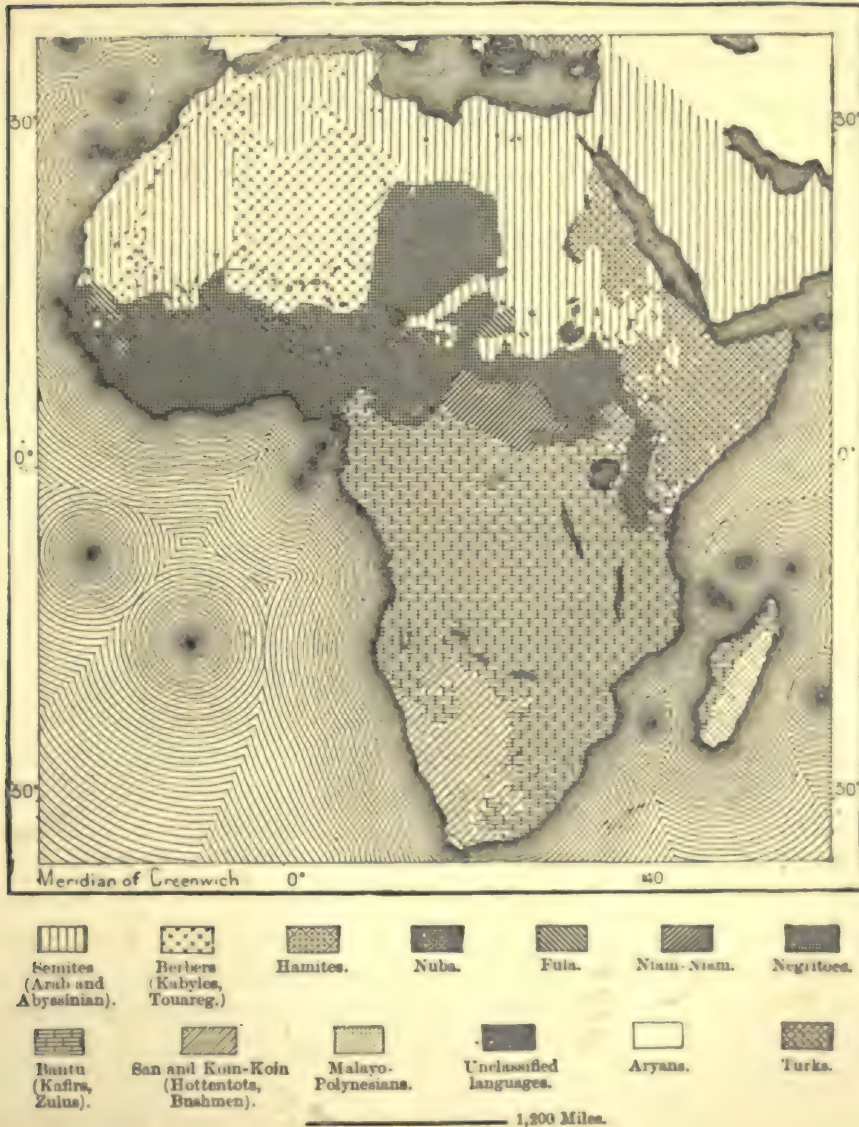 30° 30°
0° 0°
30° 30°
Meridian of Greenwich 0° 40
Semites
(Arab and
Abyssinian).
Berbers
(Kabyles,
Touareg.)
Hamites.
Nuba.
Fula.
Niam-Niam.
Negritoes.
Bantu
(Kafirs,
Zulus).
San and Koin-Koin
(Hottentots,
Bushmen).
Malayo-
Polynesians.
Unclassified
languages.
Aryans.
Turks.
1,200 Miles.